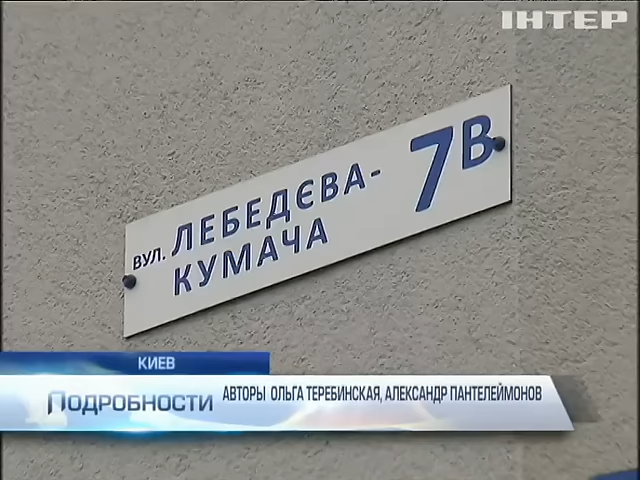 ІНТЕР
ВУЛ. ЛЕБЕДЄВА-
КУМАЧА
7В
КИЕВ
ПОДРОБНОСТИ
АВТОРЫ ОЛЬГА ТЕРЕБИНСКАЯ, АЛЕКСАНДР ПАНТЕЛЕЙМОНОВ